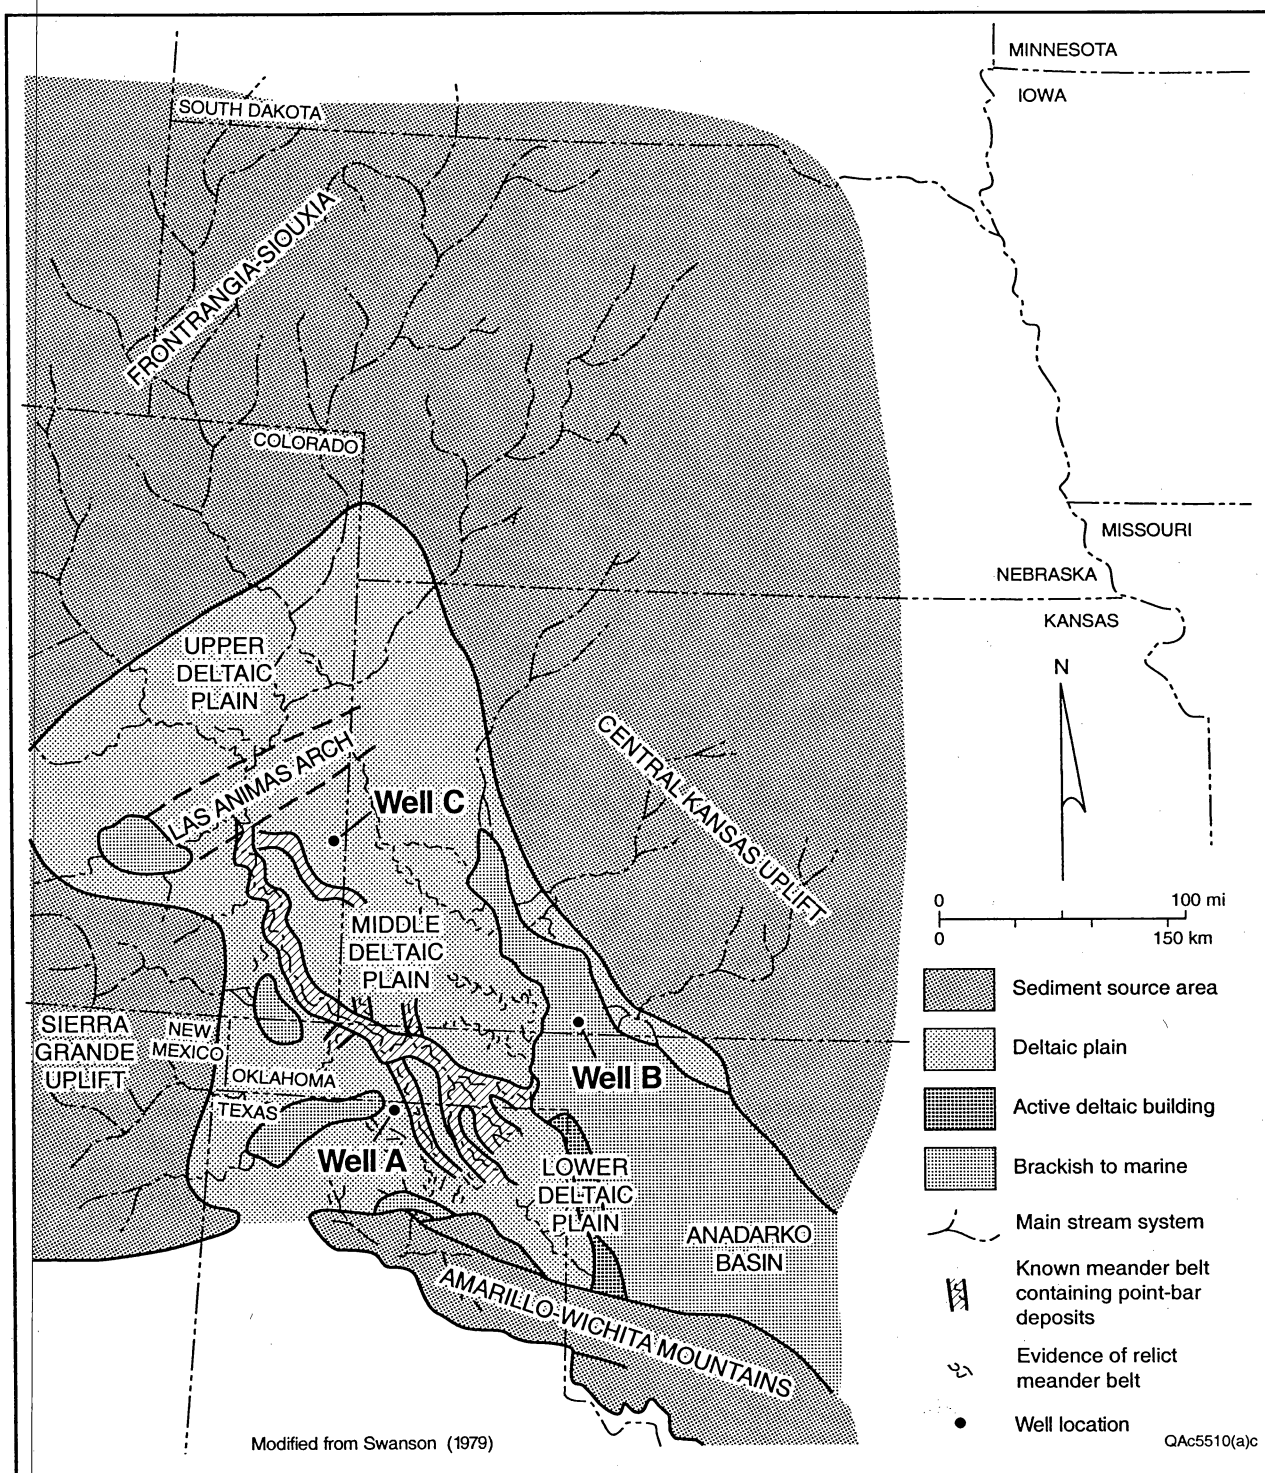 MINNESOTA
IOWA
SOUTH DAKOTA
FRONTRANGIA-SIOUXIA
COLORADO
MISSOURI
NEBRASKA
KANSAS
UPPER
DELTAIC
PLAIN
N
LAS ANIMAS ARCH
Well C
CENTRAL KANSAS UPLIFT
0 100 mi
0 150 km
MIDDLE
DELTAIC
PLAIN
SIERRA
GRANDE
UPLIFT
NEW
MEXICO
OKLAHOMA
TEXAS
Well B
Well A
LOWER
DELTAIC
PLAIN
ANADARKO
BASIN
AMARILLO-WICHITA MOUNTAINS
Sediment source area
Deltaic plain
Active deltaic building
Brackish to marine
Main stream system
Known meander belt
containing point-bar
deposits
Evidence of relict
meander belt
Well location
Modified from Swanson (1979)
QAc5510(a)c